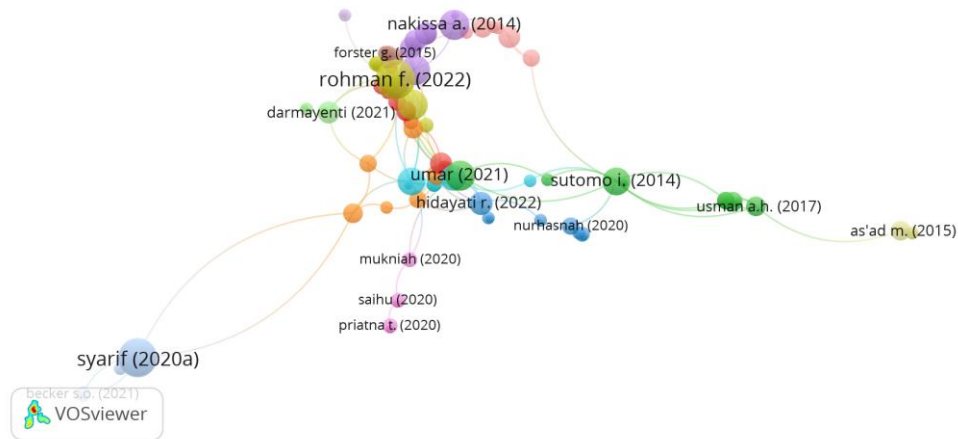 nakissa a. (2014)
forster g. (2015)
rohman f. (2022)
darmayenti (2021)
umar (2021)
sutomo i. (2014)
hidayati r. (2022)
usman a.h. (2017)
nurhasnah (2020)
as'ad m. (2015)
mukniah (2020)
saihu (2020)
priatna t. (2020)
syarif (2020a)
becker s.o. (2021)
VOSviewer